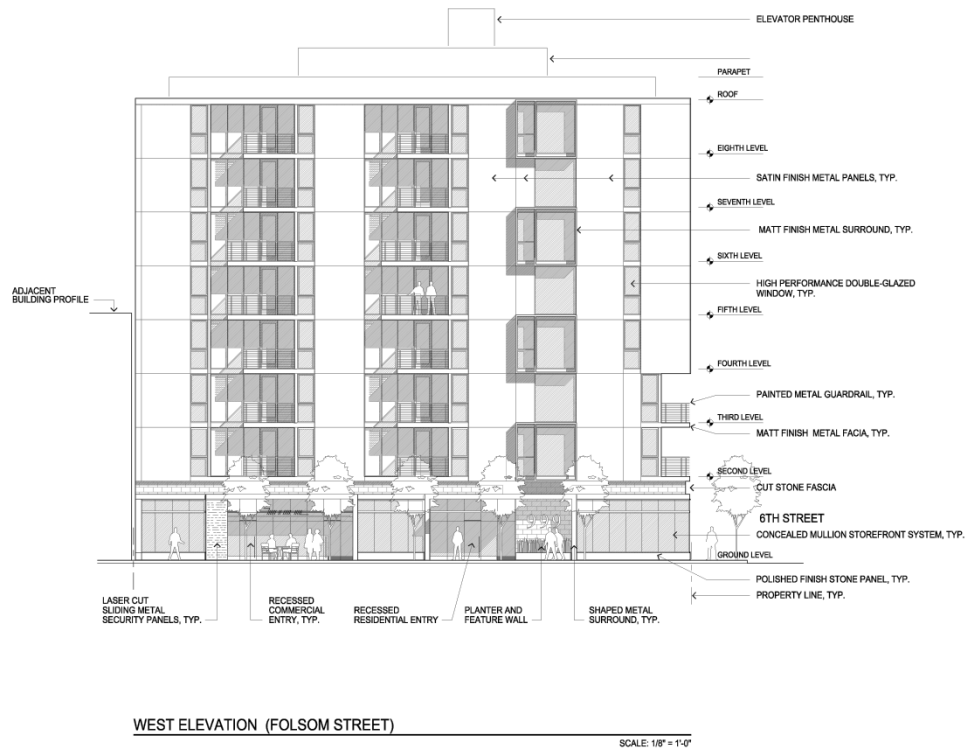 ELEVATOR PENTHOUSE
PARAPET
ROOF
EIGHTH LEVEL
SATIN FINISH METAL PANELS, TYP.
SEVENTH LEVEL
MATT FINISH METAL SURROUND, TYP.
SIXTH LEVEL
HIGH PERFORMANCE DOUBLE-GLAZED
WINDOW, TYP.
ADJACENT
BUILDING PROFILE
FIFTH LEVEL
FOURTH LEVEL
PAINTED METAL GUARDRAIL, TYP.
THIRD LEVEL
MATT FINISH METAL FACIA, TYP.
SECOND LEVEL
CUT STONE FASCIA
6TH STREET
CONCEALED MULLION STOREFRONT SYSTEM, TYP.
GROUND LEVEL
POLISHED FINISH STONE PANEL, TYP.
PROPERTY LINE, TYP.
LASER CUT
SLIDING METAL
SECURITY PANELS, TYP.
RECESSED
COMMERCIAL
ENTRY, TYP.
RECESSED
RESIDENTIAL ENTRY
PLANTER AND
FEATURE WALL
SHAPED METAL
SURROUND, TYP.
WEST ELEVATION (FOLSOM STREET)
SCALE: 1/8" = 1'-0"